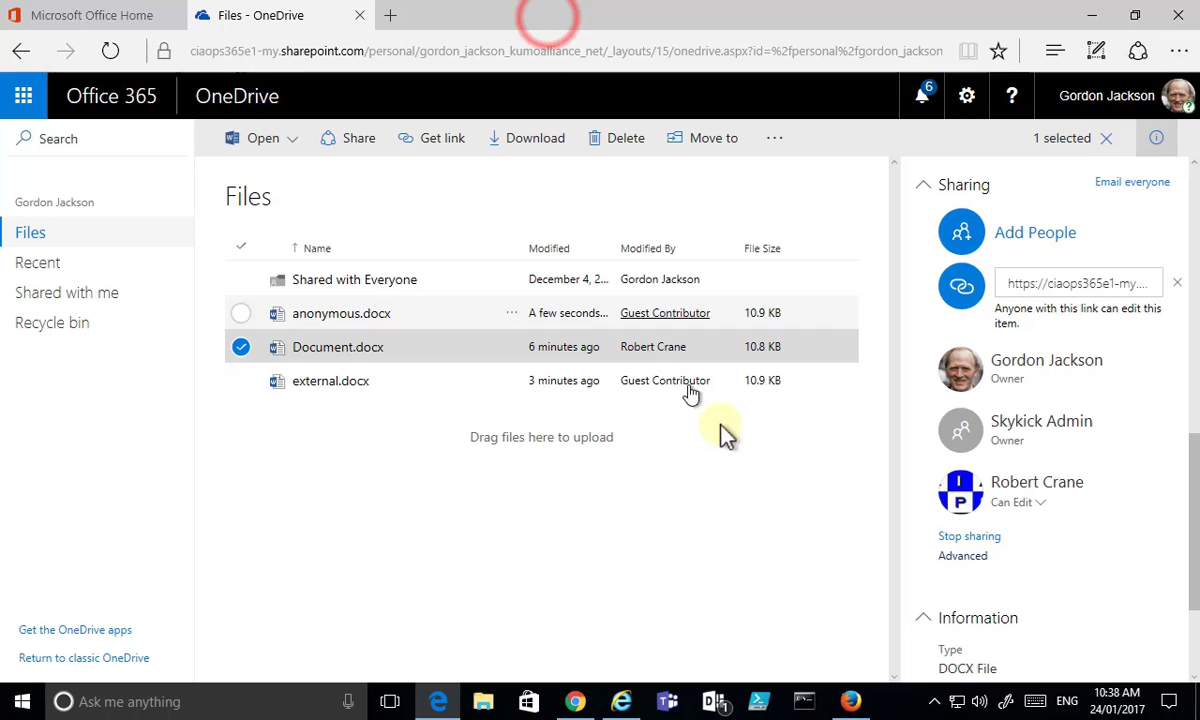 Microsoft Office Home
Files - OneDrive
ciaops365e1-my.sharepoint.com/personal/gordon_jackson_kumoalliance_net/_layouts/15/onedrive.aspx?id=%2fpersonal%2fgordon_jackson
Office 365
OneDrive
6
?
Gordon Jackson
Search
Open
Share
Get link
Download
Delete
Move to
...
1 selected
Gordon Jackson
Files
Recent
Shared with me
Recycle bin
Get the OneDrive apps
Return to classic OneDrive
Files
Name Modified Modified By File Size
Shared with Everyone December 4, 2... Gordon Jackson
anonymous.docx ... A few seconds... Guest Contributor 10.9 KB
Document.docx 6 minutes ago Robert Crane 10.8 KB
external.docx 3 minutes ago Guest Contributor 10.9 KB
Drag files here to upload
Sharing
Email everyone
Add People
https://ciaops365e1-my....
Anyone with this link can edit this
item.
Gordon Jackson
Owner
Skykick Admin
Owner
I
P
Robert Crane
Can Edit
Stop sharing
Advanced
Information
Type
DOCX File
Ask me anything
ENG
10:38 AM
24/01/2017